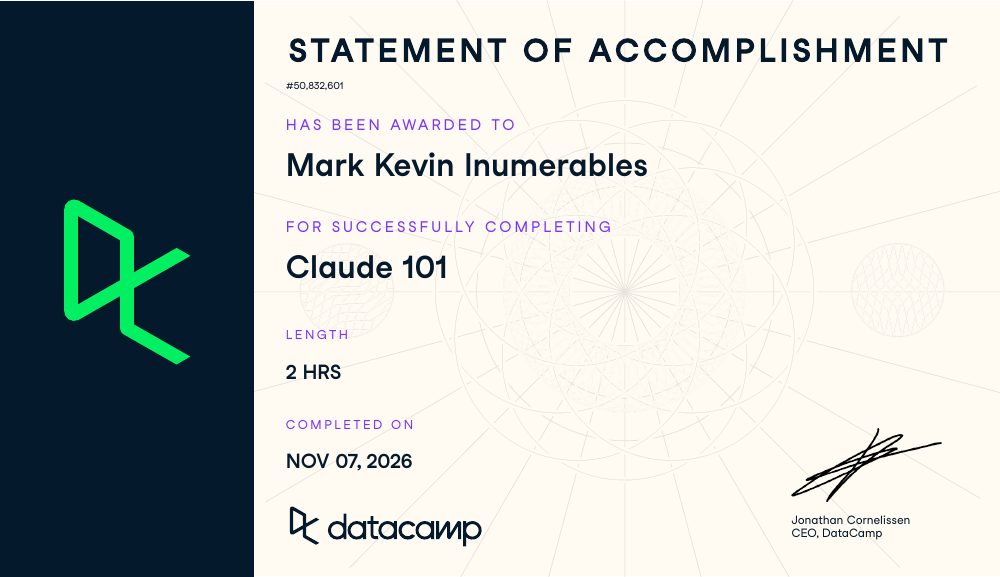 STATEMENT OF ACCOMPLISHMENT
#50,832,601
HAS BEEN AWARDED TO
Mark Kevin Inumerables
FOR SUCCESSFULLY COMPLETING
Claude 101
LENGTH
2 HRS
COMPLETED ON
NOV 07, 2026
datacamp
Jonathan Cornelissen
CEO, DataCamp